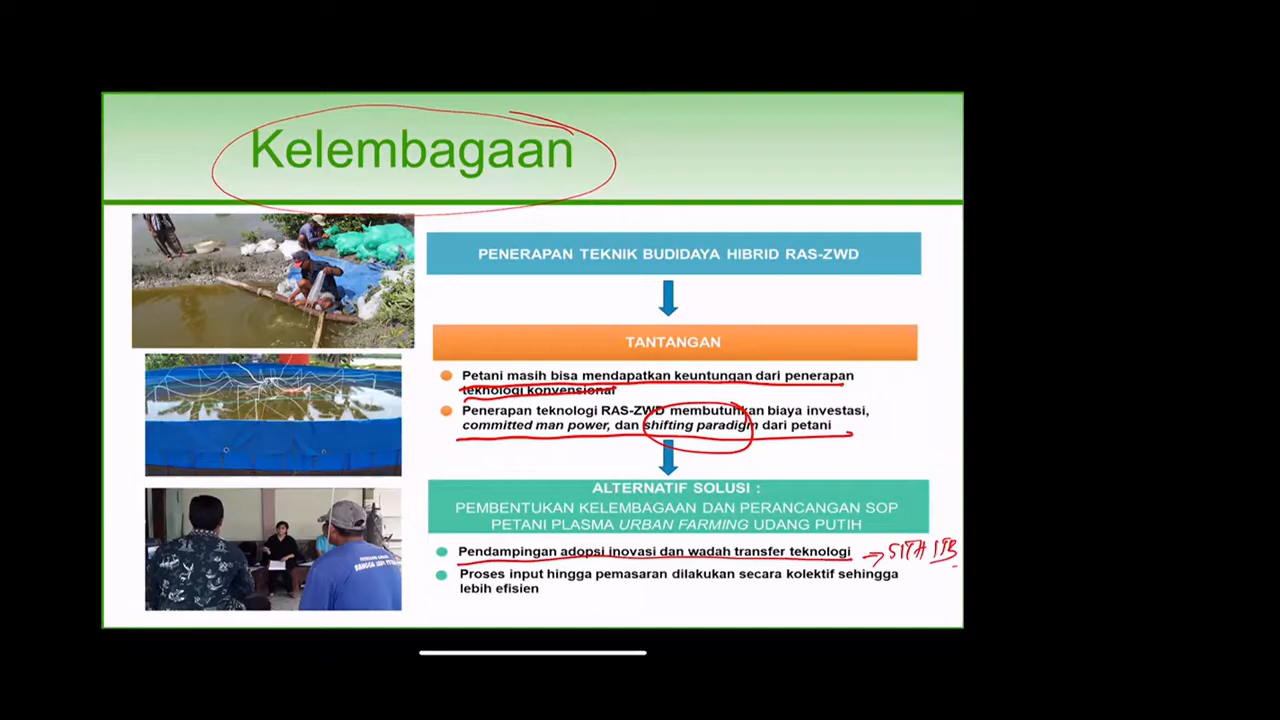 Kelembagaan
PENERAPAN TEKNIK BUDIDAYA HIBRID RAS-ZWD
TANTANGAN
Petani masih bisa mendapatkan keuntungan dari penerapan
teknologi konvensional
Penerapan teknologi RAS-ZWD membutuhkan biaya investasi,
committed man power, dan shifting paradigm dari petani
ALTERNATIF SOLUSI :
PEMBENTUKAN KELEMBAGAAN DAN PERANCANGAN SOP
PETANI PLASMA URBAN FARMING UDANG PUTIH
Pendampingan adopsi inovasi dan wadah transfer teknologi → SITH ITB
Proses input hingga pemasaran dilakukan secara kolektif sehingga
lebih efisien